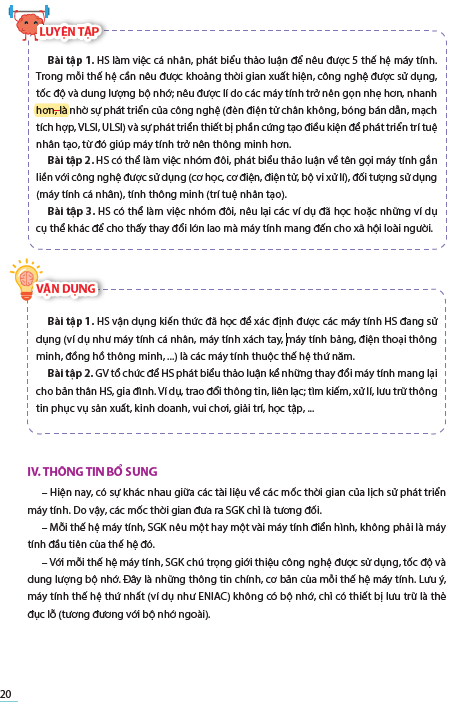 LUYỆN TẬP
Bài tập 1. HS làm việc cá nhân, phát biểu thảo luận để nêu được 5 thế hệ máy tính.
Trong mỗi thế hệ cần nêu được khoảng thời gian xuất hiện, công nghệ được sử dụng,
tốc độ và dung lượng bộ nhớ; nêu được lí do các máy tính trở nên gọn nhẹ hơn, nhanh
hơn, là nhờ sự phát triển của công nghệ (đèn điện tử chân không, bóng bán dẫn, mạch
tích hợp, VLSI, ULSI) và sự phát triển thiết bị phần cứng tạo điều kiện để phát triển trí tuệ
nhân tạo, từ đó giúp máy tính trở nên thông minh hơn.
Bài tập 2. HS có thể làm việc nhóm đôi, phát biểu thảo luận về tên gọi máy tính gắn
liền với công nghệ được sử dụng (cơ học, cơ điện, điện tử, bộ vi xử lí), đối tượng sử dụng
(máy tính cá nhân), tính thông minh (trí tuệ nhân tạo).
Bài tập 3. HS có thể làm việc nhóm đôi, nêu lại các ví dụ đã học hoặc những ví dụ
cụ thể khác để cho thấy thay đổi lớn lao mà máy tính mang đến cho xã hội loài người.
VẬN DỤNG
Bài tập 1. HS vận dụng kiến thức đã học để xác định được các máy tính HS đang sử
dụng (ví dụ như máy tính cá nhân, máy tính xách tay, máy tính bảng, điện thoại thông
minh, đồng hồ thông minh, ...) là các máy tính thuộc thế hệ thứ năm.
Bài tập 2. GV tổ chức để HS phát biểu thảo luận kể những thay đổi máy tính mang lại
cho bản thân HS, gia đình. Ví dụ, trao đổi thông tin, liên lạc; tìm kiếm, xử lí, lưu trữ thông
tin phục vụ sản xuất, kinh doanh, vui chơi, giải trí, học tập, ...
IV. THÔNG TIN BỔ SUNG
– Hiện nay, có sự khác nhau giữa các tài liệu về các mốc thời gian của lịch sử phát triển
máy tính. Do vậy, các mốc thời gian đưa ra SGK chỉ là tương đối.
– Mỗi thế hệ máy tính, SGK nêu một hay một vài máy tính điển hình, không phải là máy
tính đầu tiên của thế hệ đó.
– Với mỗi thế hệ máy tính, SGK chú trọng giới thiệu công nghệ được sử dụng, tốc độ và
dung lượng bộ nhớ. Đây là những thông tin chính, cơ bản của mỗi thế hệ máy tính. Lưu ý,
máy tính thế hệ thứ nhất (ví dụ như ENIAC) không có bộ nhớ, chỉ có thiết bị lưu trữ là thẻ
đục lỗ (tương đương với bộ nhớ ngoài).
20